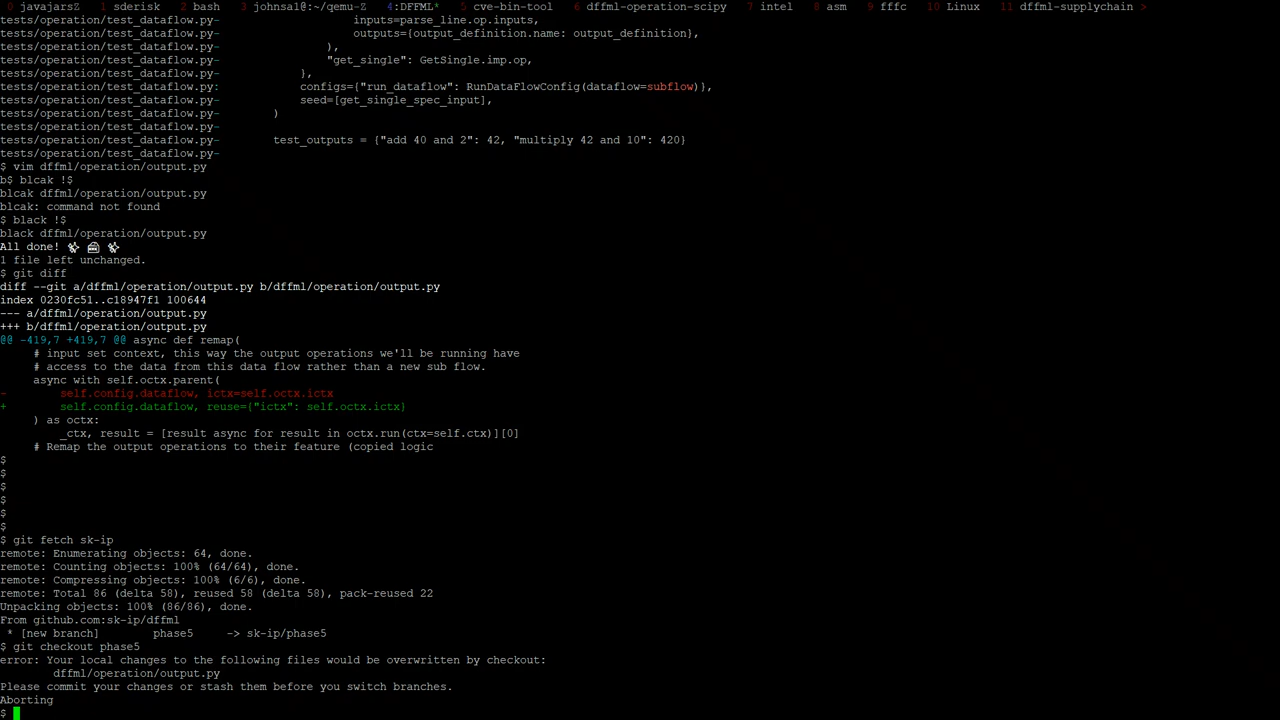 0 javajarsZ  1 sderisk  2 bash  3 johnsal@:~/qemu-Z  4:DFFML*  5 cve-bin-tool  6 dffml-operation-scipy  7 intel  8 asm  9 fffc  10 Linux  11 dffml-supplychain >
tests/operation/test_dataflow.py-                    inputs=parse_line.op.inputs,
tests/operation/test_dataflow.py-                    outputs={output_definition.name: output_definition},
tests/operation/test_dataflow.py-                ),
tests/operation/test_dataflow.py-                "get_single": GetSingle.imp.op,
tests/operation/test_dataflow.py-            },
tests/operation/test_dataflow.py:            configs={"run_dataflow": RunDataFlowConfig(dataflow=subflow)},
tests/operation/test_dataflow.py-            seed=[get_single_spec_input],
tests/operation/test_dataflow.py-        )
tests/operation/test_dataflow.py-
tests/operation/test_dataflow.py-        test_outputs = {"add 40 and 2": 42, "multiply 42 and 10": 420}
tests/operation/test_dataflow.py-
$ vim dffml/operation/output.py
b$ blcak !$
blcak dffml/operation/output.py
blcak: command not found
$ black !$
black dffml/operation/output.py
All done! ✨ 🍰 ✨
1 file left unchanged.
$ git diff
diff --git a/dffml/operation/output.py b/dffml/operation/output.py
index 0230fc51..c18947f1 100644
--- a/dffml/operation/output.py
+++ b/dffml/operation/output.py
@@ -419,7 +419,7 @@ async def remap(
     # input set context, this way the output operations we'll be running have
     # access to the data from this data flow rather than a new sub flow.
     async with self.octx.parent(
-        self.config.dataflow, ictx=self.octx.ictx
+        self.config.dataflow, reuse={"ictx": self.octx.ictx}
     ) as octx:
         _ctx, result = [result async for result in octx.run(ctx=self.ctx)][0]
     # Remap the output operations to their feature (copied logic
$
$
$
$
$
$
$ git fetch sk-ip
remote: Enumerating objects: 64, done.
remote: Counting objects: 100% (64/64), done.
remote: Compressing objects: 100% (6/6), done.
remote: Total 86 (delta 58), reused 58 (delta 58), pack-reused 22
Unpacking objects: 100% (86/86), done.
From github.com:sk-ip/dffml
 * [new branch]        phase5     -> sk-ip/phase5
$ git checkout phase5
error: Your local changes to the following files would be overwritten by checkout:
        dffml/operation/output.py
Please commit your changes or stash them before you switch branches.
Aborting
$